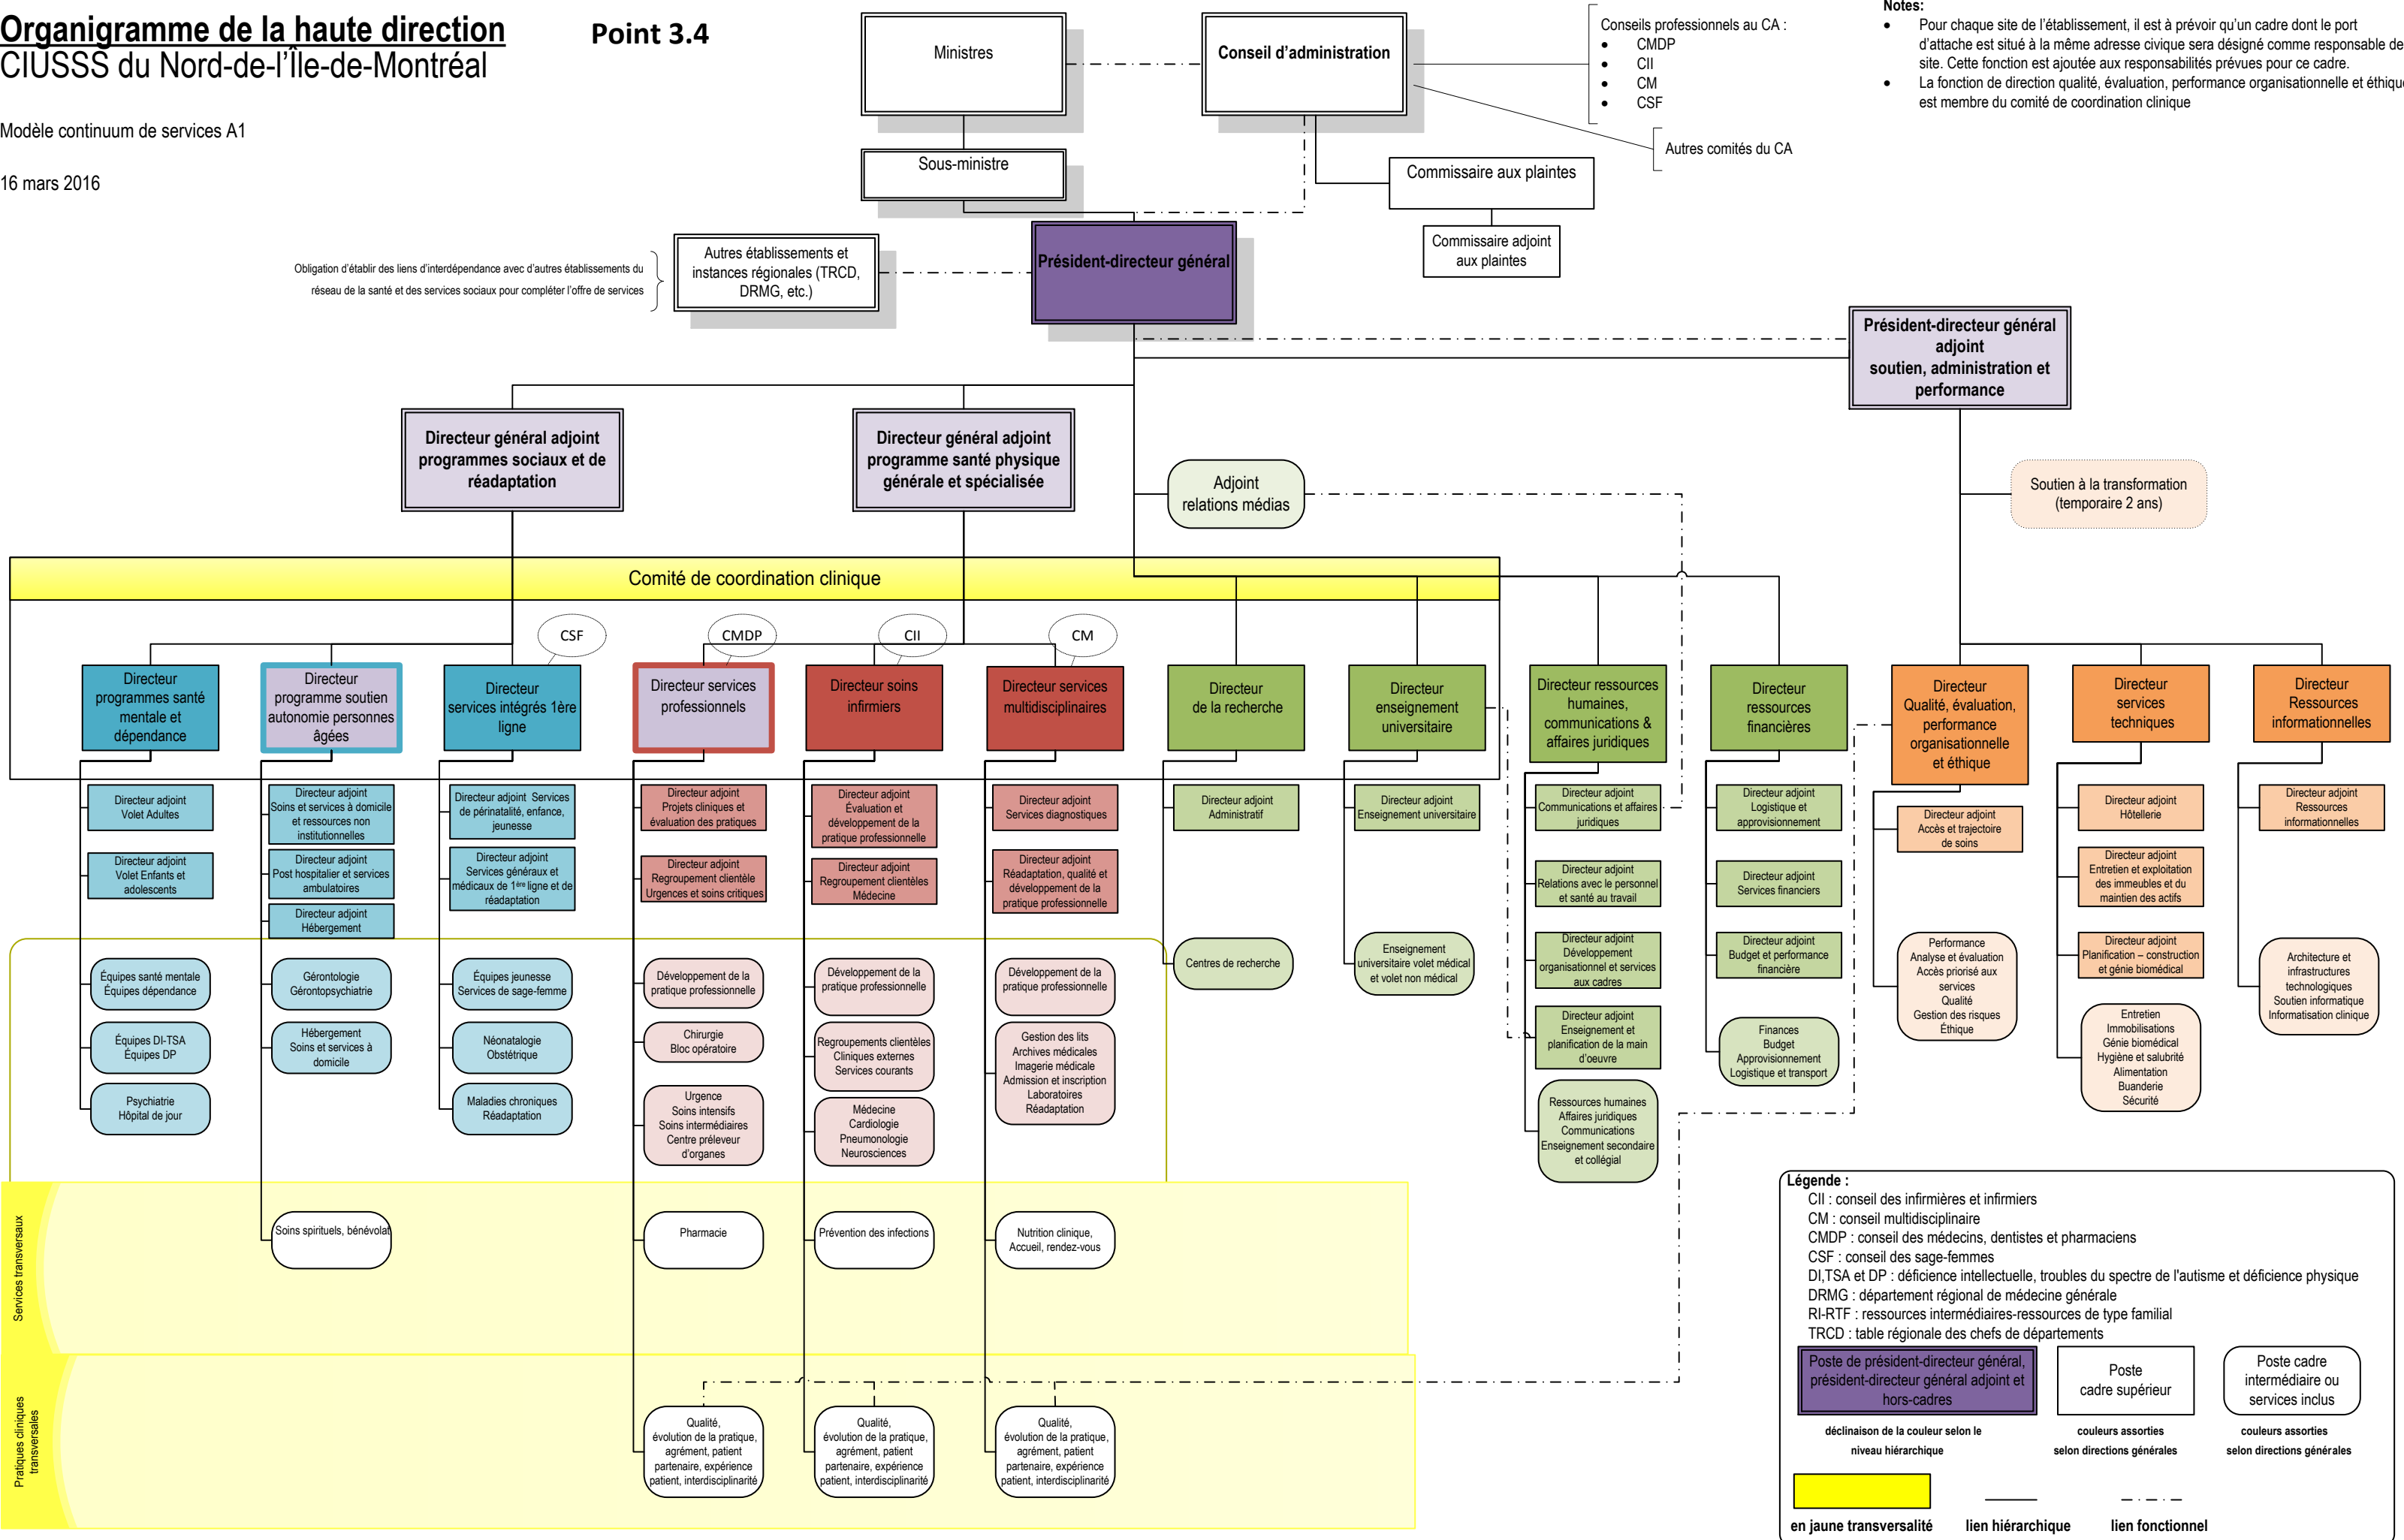 Organigramme de la haute direction
CIUSSS du Nord-de-l'Île-de-Montréal
Point 3.4
Modèle continuum de services A1
16 mars 2016
Ministres
Conseil d'administration
Conseils professionnels au CA :
• CMDP
• CII
• CM
• CSF
Autres comités du CA
Notes:
• Pour chaque site de l'établissement, il est à prévoir qu'un cadre dont le port
d'attache est situé à la même adresse civique sera désigné comme responsable de
site. Cette fonction est ajoutée aux responsabilités prévues pour ce cadre.
• La fonction de direction qualité, évaluation, performance organisationnelle et éthique
est membre du comité de coordination clinique
Sous-ministre
Commissaire aux plaintes
Commissaire adjoint
aux plaintes
Obligation d'établir des liens d'interdépendance avec d'autres établissements du
réseau de la santé et des services sociaux pour compléter l'offre de services
Autres établissements et
instances régionales (TRCD,
DRMG, etc.)
Président-directeur général
Président-directeur général
adjoint
soutien, administration et
performance
Directeur général adjoint
programmes sociaux et de
réadaptation
Directeur général adjoint
programme santé physique
générale et spécialisée
Adjoint
relations médias
Soutien à la transformation
(temporaire 2 ans)
Comité de coordination clinique
CSF
CMDP
CII
CM
Directeur
programmes santé
mentale et
dépendance
Directeur
programme soutien
autonomie personnes
âgées
Directeur
services intégrés 1ère
ligne
Directeur services
professionnels
Directeur soins
infirmiers
Directeur services
multidisciplinaires
Directeur
de la recherche
Directeur
enseignement
universitaire
Directeur ressources
humaines,
communications &
affaires juridiques
Directeur
ressources
financières
Directeur
Qualité, évaluation,
performance
organisationnelle
et éthique
Directeur
services
techniques
Directeur
Ressources
informationnelles
Directeur adjoint
Volet Adultes
Directeur adjoint
Volet Enfants et
adolescents
Équipes santé mentale
Équipes dépendance
Équipes DI-TSA
Équipes DP
Psychiatrie
Hôpital de jour
Directeur adjoint
Soins et services à domicile
et ressources non
institutionnelles
Directeur adjoint
Post hospitalier et services
ambulatoires
Directeur adjoint
Hébergement
Gérontologie
Gérontopsychiatrie
Hébergement
Soins et services à
domicile
Soins spirituels, bénévolat
Directeur adjoint Services
de périnatalité, enfance,
jeunesse
Directeur adjoint
Services généraux et
médicaux de 1ère ligne et de
réadaptation
Équipes jeunesse
Services de sage-femme
Néonatalogie
Obstétrique
Maladies chroniques
Réadaptation
Directeur adjoint
Projets cliniques et
évaluation des pratiques
Directeur adjoint
Regroupement clientèle
Urgences et soins critiques
Développement de la
pratique professionnelle
Chirurgie
Bloc opératoire
Urgence
Soins intensifs
Soins intermédiaires
Centre préleveur
d'organes
Pharmacie
Qualité,
évolution de la pratique,
agrément, patient
partenaire, expérience
patient, interdisciplinarité
Directeur adjoint
Évaluation et
développement de la
pratique professionnelle
Directeur adjoint
Regroupement clientèles
Médecine
Développement de la
pratique professionnelle
Regroupements clientèles
Cliniques externes
Services courants
Médecine
Cardiologie
Pneumonologie
Neurosciences
Prévention des infections
Qualité,
évolution de la pratique,
agrément, patient
partenaire, expérience
patient, interdisciplinarité
Directeur adjoint
Services diagnostiques
Directeur adjoint
Réadaptation, qualité et
développement de la
pratique professionnelle
Développement de la
pratique professionnelle
Gestion des lits
Archives médicales
Imagerie médicale
Admission et inscription
Laboratoires
Réadaptation
Nutrition clinique,
Accueil, rendez-vous
Qualité,
évolution de la pratique,
agrément, patient
partenaire, expérience
patient, interdisciplinarité
Directeur adjoint
Administratif
Centres de recherche
Directeur adjoint
Enseignement universitaire
Enseignement
universitaire volet médical
et volet non médical
Directeur adjoint
Communications et affaires
juridiques
Directeur adjoint
Relations avec le personnel
et santé au travail
Directeur adjoint
Développement
organisationnel et services
aux cadres
Directeur adjoint
Enseignement et
planification de la main
d'oeuvre
Ressources humaines
Affaires juridiques
Communications
Enseignement secondaire
et collégial
Directeur adjoint
Logistique et
approvisionnement
Directeur adjoint
Services financiers
Directeur adjoint
Budget et performance
financière
Finances
Budget
Approvisionnement
Logistique et transport
Directeur adjoint
Accès et trajectoire
de soins
Performance
Analyse et évaluation
Accès priorisé aux
services
Qualité
Gestion des risques
Éthique
Directeur adjoint
Hôtellerie
Directeur adjoint
Entretien et exploitation
des immeubles et du
maintien des actifs
Directeur adjoint
Planification – construction
et génie biomédical
Entretien
Immobilisations
Génie biomédical
Hygiène et salubrité
Alimentation
Buanderie
Sécurité
Directeur adjoint
Ressources
informationnelles
Architecture et
infrastructures
technologiques
Soutien informatique
Informatisation clinique
Services transversaux
Pratiques cliniques
transversales
Légende :
CII : conseil des infirmières et infirmiers
CM : conseil multidisciplinaire
CMDP : conseil des médecins, dentistes et pharmaciens
CSF : conseil des sage-femmes
DI,TSA et DP : déficience intellectuelle, troubles du spectre de l'autisme et déficience physique
DRMG : département régional de médecine générale
RI-RTF : ressources intermédiaires-ressources de type familial
TRCD : table régionale des chefs de départements
Poste de président-directeur général,
président-directeur général adjoint et
hors-cadres
Poste
cadre supérieur
Poste cadre
intermédiaire ou
services inclus
déclinaison de la couleur selon le
niveau hiérarchique
couleurs assorties
selon directions générales
couleurs assorties
selon directions générales
en jaune transversalité
lien hiérarchique
lien fonctionnel